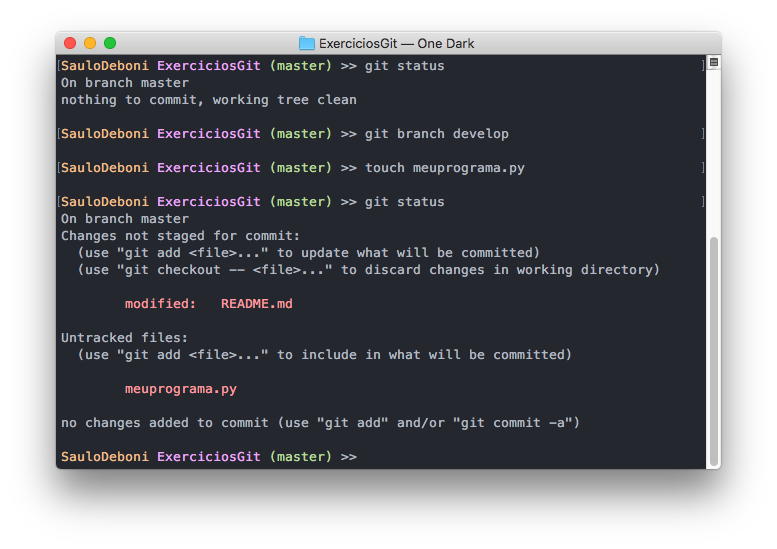 ExerciciosGit — One Dark
[SauloDeboni ExerciciosGit (master) >> git status ]
On branch master
nothing to commit, working tree clean
[SauloDeboni ExerciciosGit (master) >> git branch develop ]
[SauloDeboni ExerciciosGit (master) >> touch meuprograma.py ]
[SauloDeboni ExerciciosGit (master) >> git status ]
On branch master
Changes not staged for commit:
  (use "git add <file>..." to update what will be committed)
  (use "git checkout -- <file>..." to discard changes in working directory)
        modified:   README.md
Untracked files:
  (use "git add <file>..." to include in what will be committed)
        meuprograma.py
no changes added to commit (use "git add" and/or "git commit -a")
SauloDeboni ExerciciosGit (master) >>